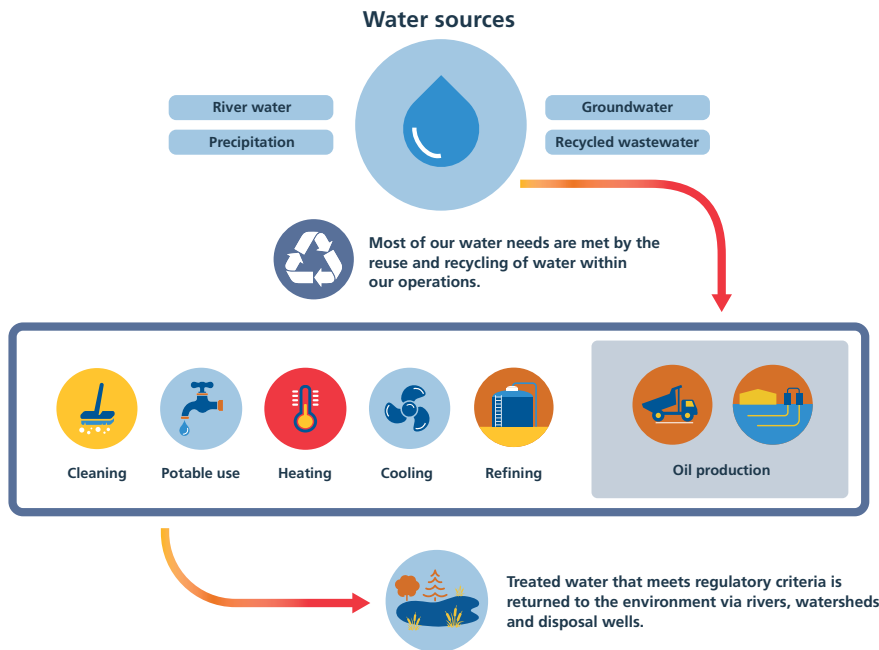 Water sources
River water
Precipitation
Groundwater
Recycled wastewater
Most of our water needs are met by the
reuse and recycling of water within
our operations.
Cleaning
Potable use
Heating
Cooling
Refining
Oil production
Treated water that meets regulatory criteria is
returned to the environment via rivers, watersheds
and disposal wells.